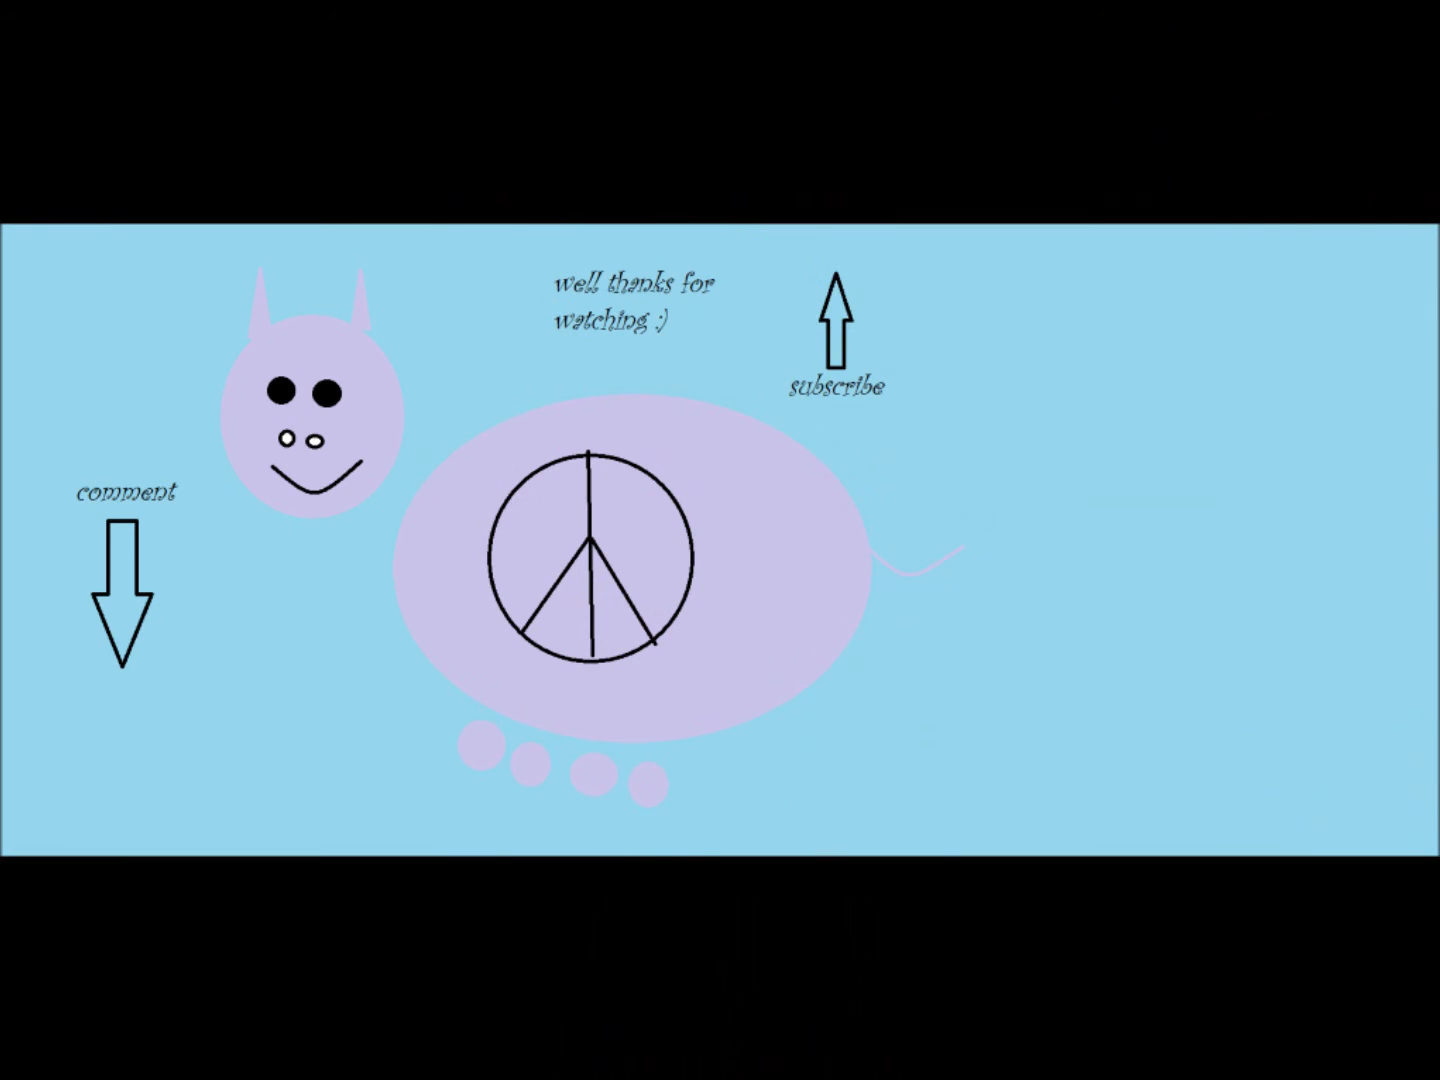 well thanks for
watching :)
subscribe
comment